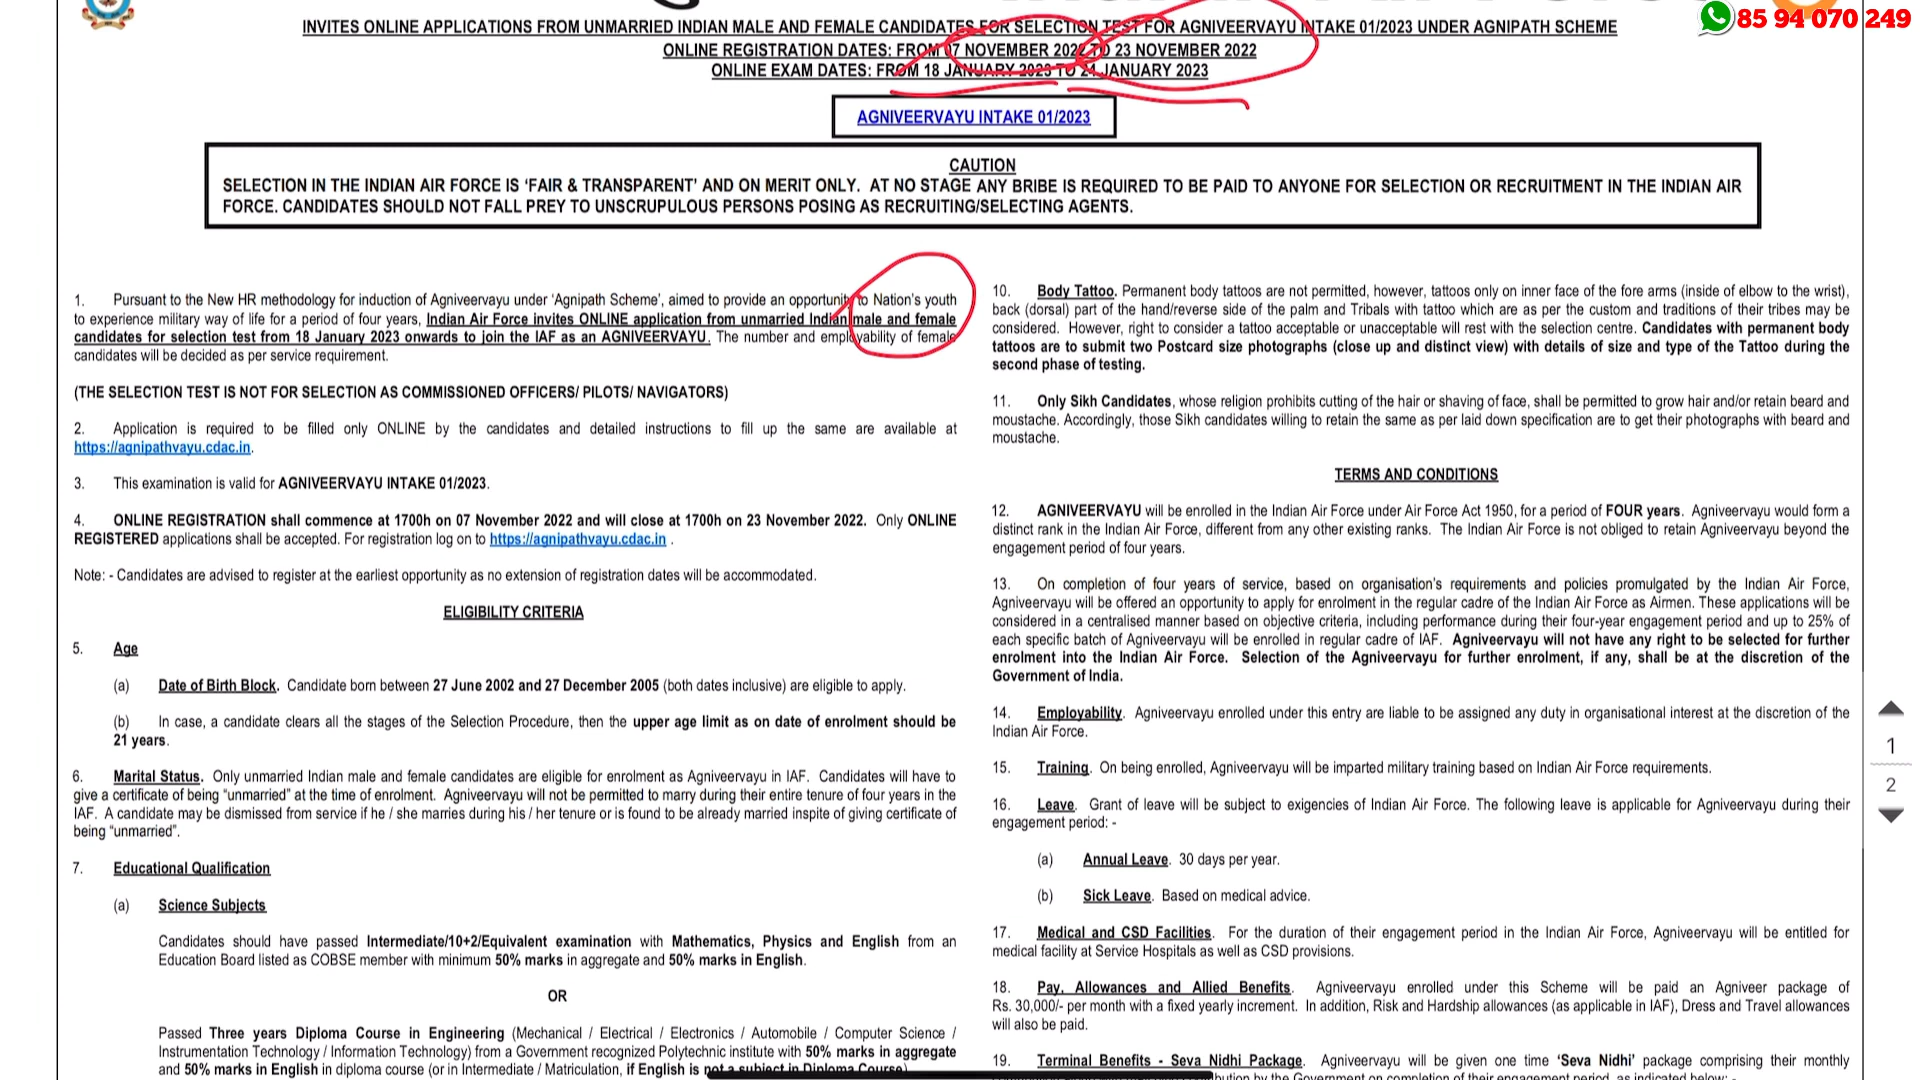 85 94 070 249
INVITES ONLINE APPLICATIONS FROM UNMARRIED INDIAN MALE AND FEMALE CANDIDATES FOR SELECTION TEST FOR AGNIVEERVAYU INTAKE 01/2023 UNDER AGNIPATH SCHEME
ONLINE REGISTRATION DATES: FROM 07 NOVEMBER 2022 TO 23 NOVEMBER 2022
ONLINE EXAM DATES: FROM 18 JANUARY 2023 TO 24 JANUARY 2023
AGNIVEERVAYU INTAKE 01/2023
CAUTION
SELECTION IN THE INDIAN AIR FORCE IS ‘FAIR & TRANSPARENT’ AND ON MERIT ONLY. AT NO STAGE ANY BRIBE IS REQUIRED TO BE PAID TO ANYONE FOR SELECTION OR RECRUITMENT IN THE INDIAN AIR
FORCE. CANDIDATES SHOULD NOT FALL PREY TO UNSCRUPULOUS PERSONS POSING AS RECRUITING/SELECTING AGENTS.
1. Pursuant to the New HR methodology for induction of Agniveervayu under ‘Agnipath Scheme’, aimed to provide an opportunity to Nation’s youth
to experience military way of life for a period of four years, Indian Air Force invites ONLINE application from unmarried Indian male and female
candidates for selection test from 18 January 2023 onwards to join the IAF as an AGNIVEERVAYU. The number and employability of female
candidates will be decided as per service requirement.
(THE SELECTION TEST IS NOT FOR SELECTION AS COMMISSIONED OFFICERS/ PILOTS/ NAVIGATORS)
2. Application is required to be filled only ONLINE by the candidates and detailed instructions to fill up the same are available at
https://agnipathvayu.cdac.in.
3. This examination is valid for AGNIVEERVAYU INTAKE 01/2023.
4. ONLINE REGISTRATION shall commence at 1700h on 07 November 2022 and will close at 1700h on 23 November 2022. Only ONLINE
REGISTERED applications shall be accepted. For registration log on to https://agnipathvayu.cdac.in .
Note: - Candidates are advised to register at the earliest opportunity as no extension of registration dates will be accommodated.
ELIGIBILITY CRITERIA
5. Age
(a) Date of Birth Block. Candidate born between 27 June 2002 and 27 December 2005 (both dates inclusive) are eligible to apply.
(b) In case, a candidate clears all the stages of the Selection Procedure, then the upper age limit as on date of enrolment should be
21 years.
6. Marital Status. Only unmarried Indian male and female candidates are eligible for enrolment as Agniveervayu in IAF. Candidates will have to
give a certificate of being “unmarried” at the time of enrolment. Agniveervayu will not be permitted to marry during their entire tenure of four years in the
IAF. A candidate may be dismissed from service if he / she marries during his / her tenure or is found to be already married inspite of giving certificate of
being “unmarried”.
7. Educational Qualification
(a) Science Subjects
Candidates should have passed Intermediate/10+2/Equivalent examination with Mathematics, Physics and English from an
Education Board listed as COBSE member with minimum 50% marks in aggregate and 50% marks in English.
OR
Passed Three years Diploma Course in Engineering (Mechanical / Electrical / Electronics / Automobile / Computer Science /
Instrumentation Technology / Information Technology) from a Government recognized Polytechnic institute with 50% marks in aggregate
and 50% marks in English in diploma course (or in Intermediate / Matriculation, if English is not a subject in Diploma Course)
10. Body Tattoo. Permanent body tattoos are not permitted, however, tattoos only on inner face of the fore arms (inside of elbow to the wrist),
back (dorsal) part of the hand/reverse side of the palm and Tribals with tattoo which are as per the custom and traditions of their tribes may be
considered. However, right to consider a tattoo acceptable or unacceptable will rest with the selection centre. Candidates with permanent body
tattoos are to submit two Postcard size photographs (close up and distinct view) with details of size and type of the Tattoo during the
second phase of testing.
11. Only Sikh Candidates, whose religion prohibits cutting of the hair or shaving of face, shall be permitted to grow hair and/or retain beard and
moustache. Accordingly, those Sikh candidates willing to retain the same as per laid down specification are to get their photographs with beard and
moustache.
TERMS AND CONDITIONS
12. AGNIVEERVAYU will be enrolled in the Indian Air Force under Air Force Act 1950, for a period of FOUR years. Agniveervayu would form a
distinct rank in the Indian Air Force, different from any other existing ranks. The Indian Air Force is not obliged to retain Agniveervayu beyond the
engagement period of four years.
13. On completion of four years of service, based on organisation’s requirements and policies promulgated by the Indian Air Force,
Agniveervayu will be offered an opportunity to apply for enrolment in the regular cadre of the Indian Air Force as Airmen. These applications will be
considered in a centralised manner based on objective criteria, including performance during their four-year engagement period and up to 25% of
each specific batch of Agniveervayu will be enrolled in regular cadre of IAF. Agniveervayu will not have any right to be selected for further
enrolment into the Indian Air Force. Selection of the Agniveervayu for further enrolment, if any, shall be at the discretion of the
Government of India.
14. Employability. Agniveervayu enrolled under this entry are liable to be assigned any duty in organisational interest at the discretion of the
Indian Air Force.
15. Training. On being enrolled, Agniveervayu will be imparted military training based on Indian Air Force requirements.
16. Leave. Grant of leave will be subject to exigencies of Indian Air Force. The following leave is applicable for Agniveervayu during their
engagement period: -
(a) Annual Leave. 30 days per year.
(b) Sick Leave. Based on medical advice.
17. Medical and CSD Facilities. For the duration of their engagement period in the Indian Air Force, Agniveervayu will be entitled for
medical facility at Service Hospitals as well as CSD provisions.
18. Pay, Allowances and Allied Benefits. Agniveervayu enrolled under this Scheme will be paid an Agniveer package of
Rs. 30,000/- per month with a fixed yearly increment. In addition, Risk and Hardship allowances (as applicable in IAF), Dress and Travel allowances
will also be paid.
19. Terminal Benefits - Seva Nidhi Package. Agniveervayu will be given one time ‘Seva Nidhi’ package comprising their monthly
by the Government on completion of their engagement period, as indicated below: -
1
2